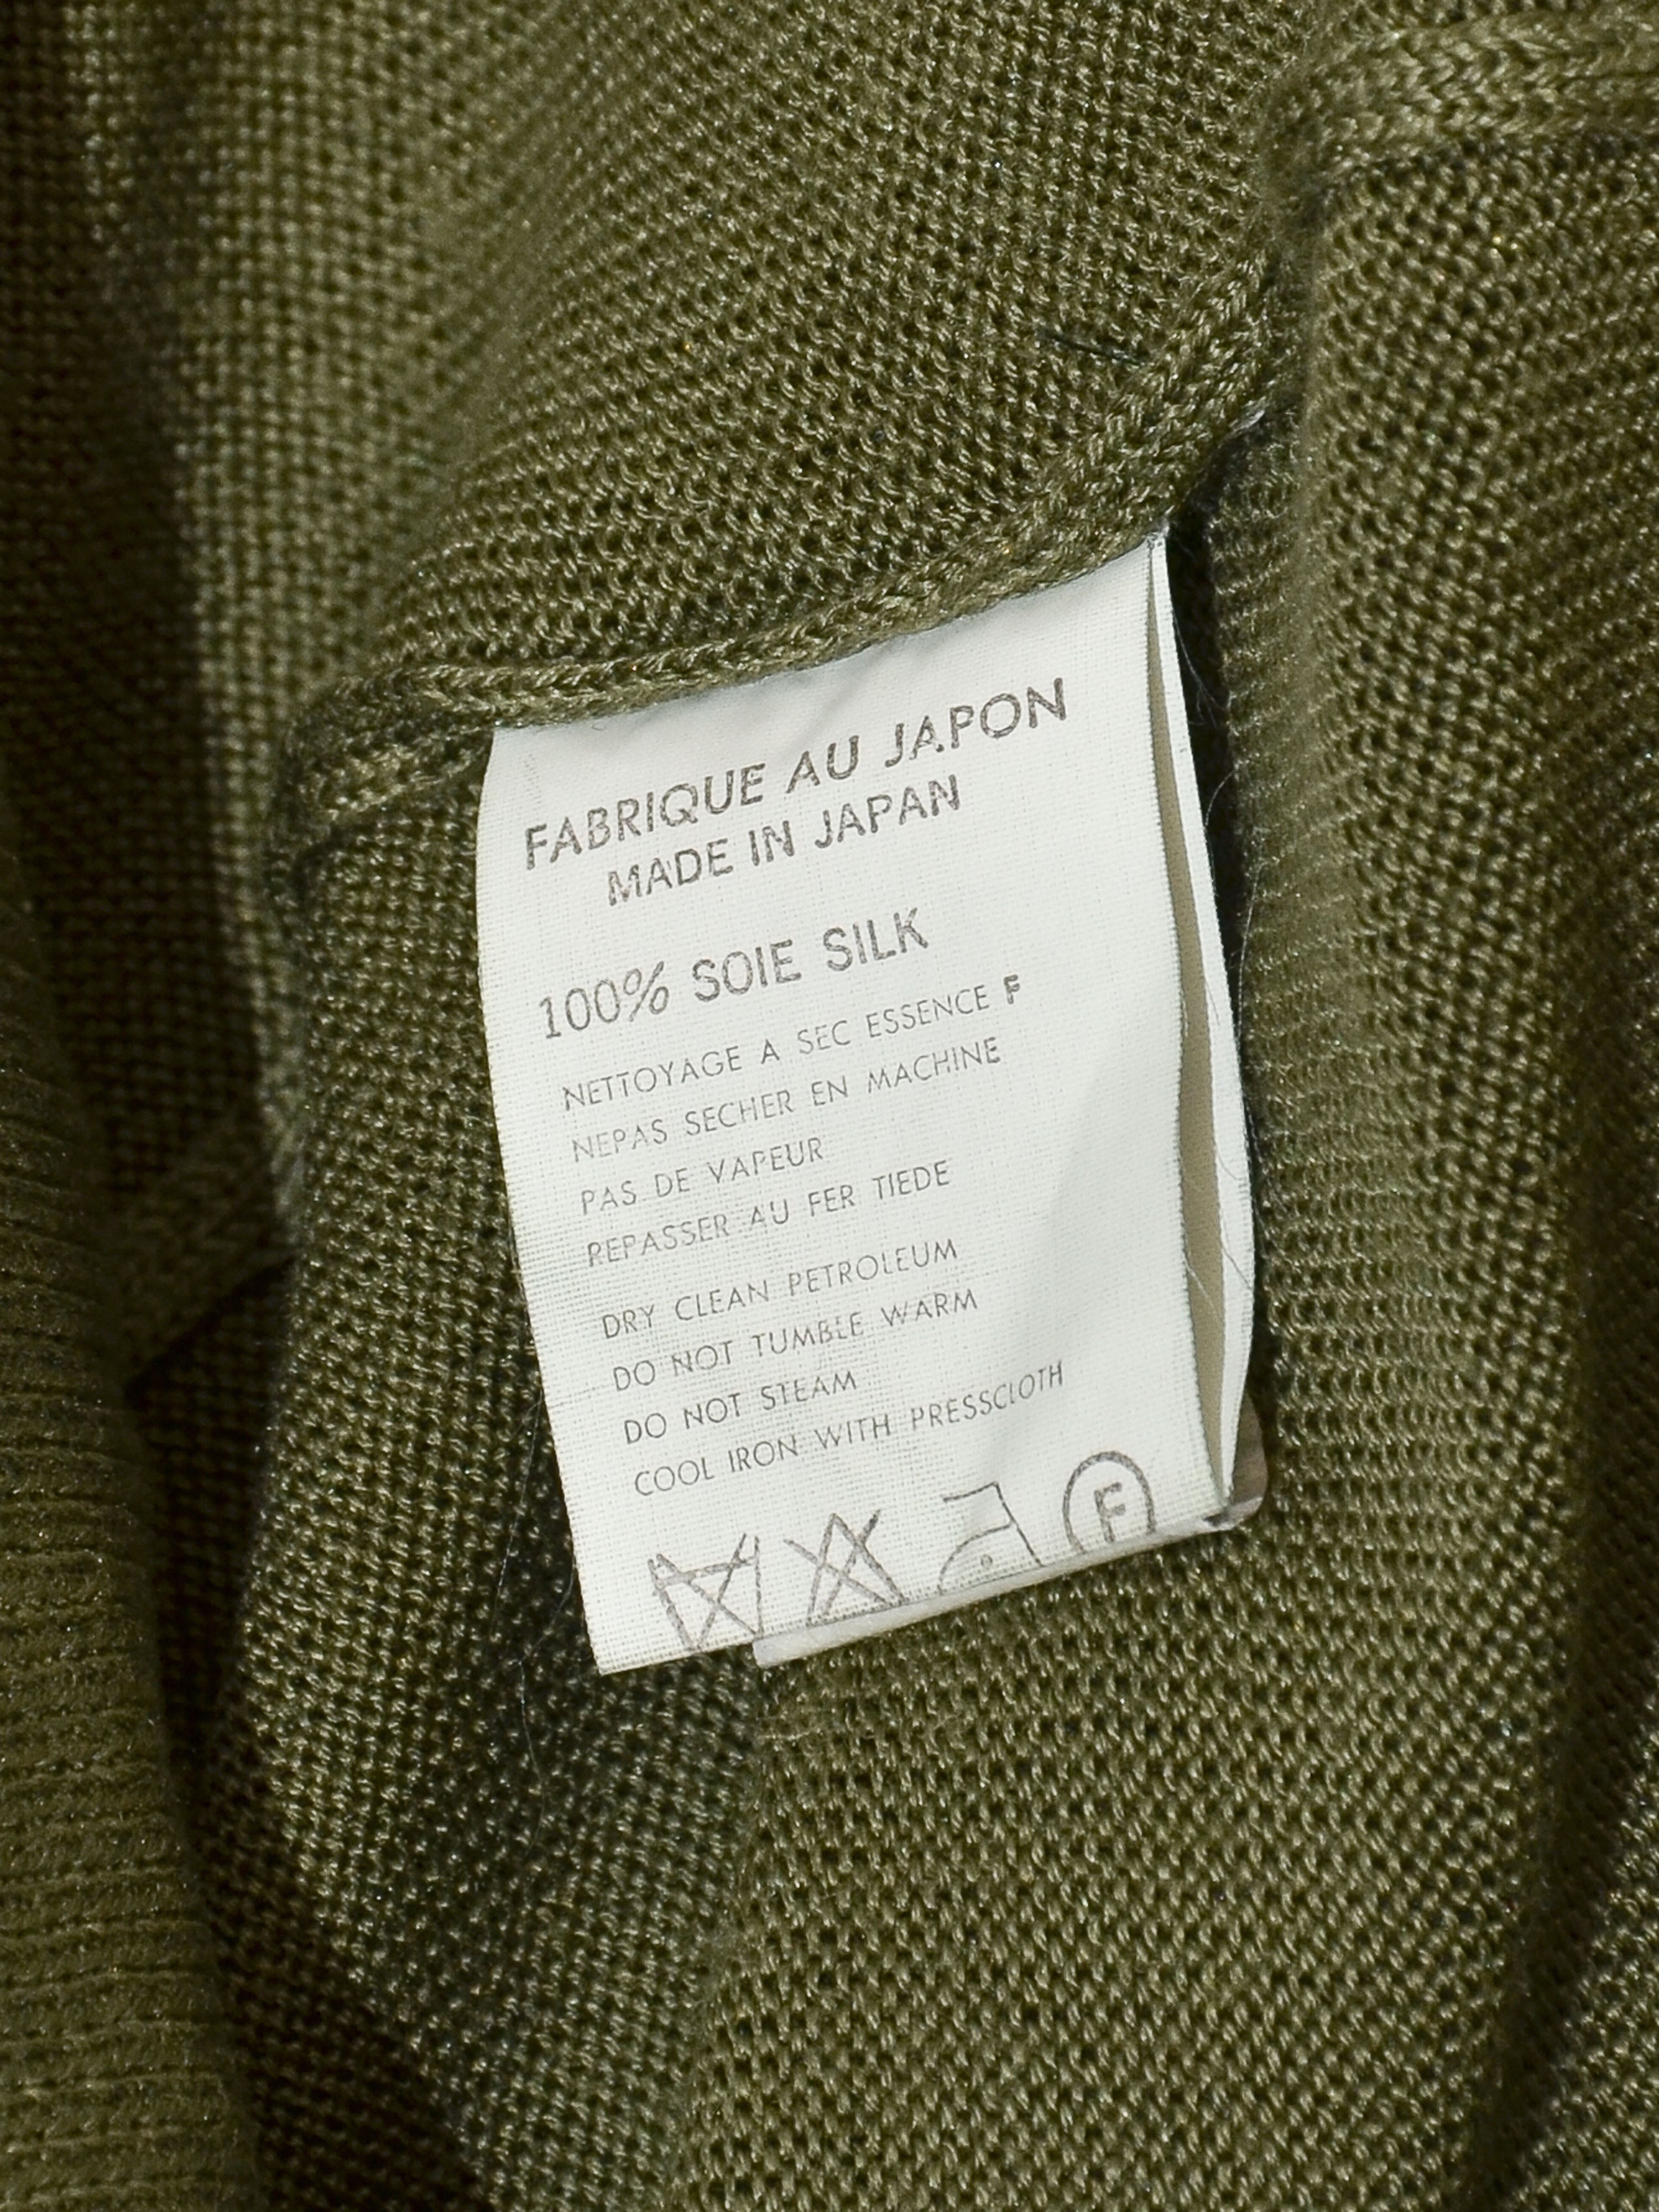 FABRIQUE AU JAPON
MADE IN JAPAN
100% SOIE SILK
NETTOYAGE A SEC ESSENCE F
NEPAS SECHER EN MACHINE
PAS DE VAPEUR
REPASSER AU FER TIEDE
DRY CLEAN PETROLEUM
DO NOT TUMBLE WARM
DO NOT STEAM
COOL IRON WITH PRESSCLOTH
F